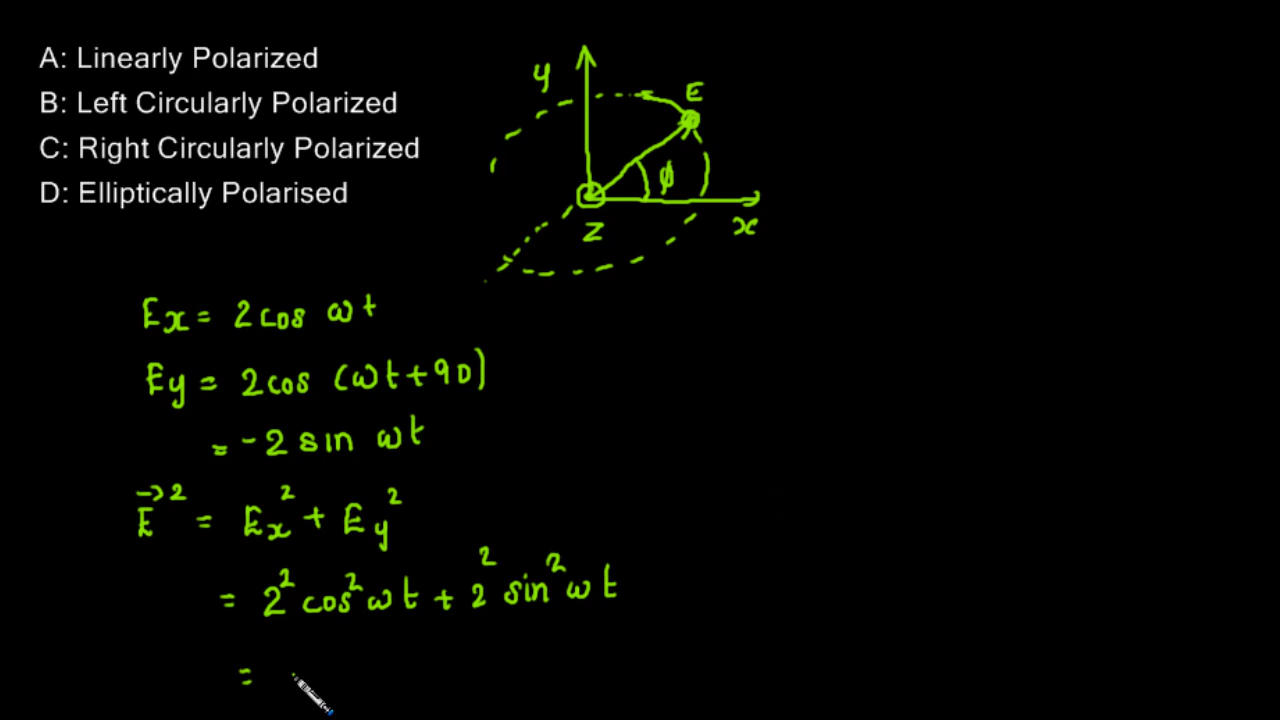 A: Linearly Polarized
B: Left Circularly Polarized
C: Right Circularly Polarized
D: Elliptically Polarised
y
E
ϕ
z
x
Ex = 2 cos ωt
Ey = 2 cos (ωt + 90)
= -2 sin ωt
E⃗² = Ex² + Ey²
= 2² cos² ωt + 2² sin² ωt
=